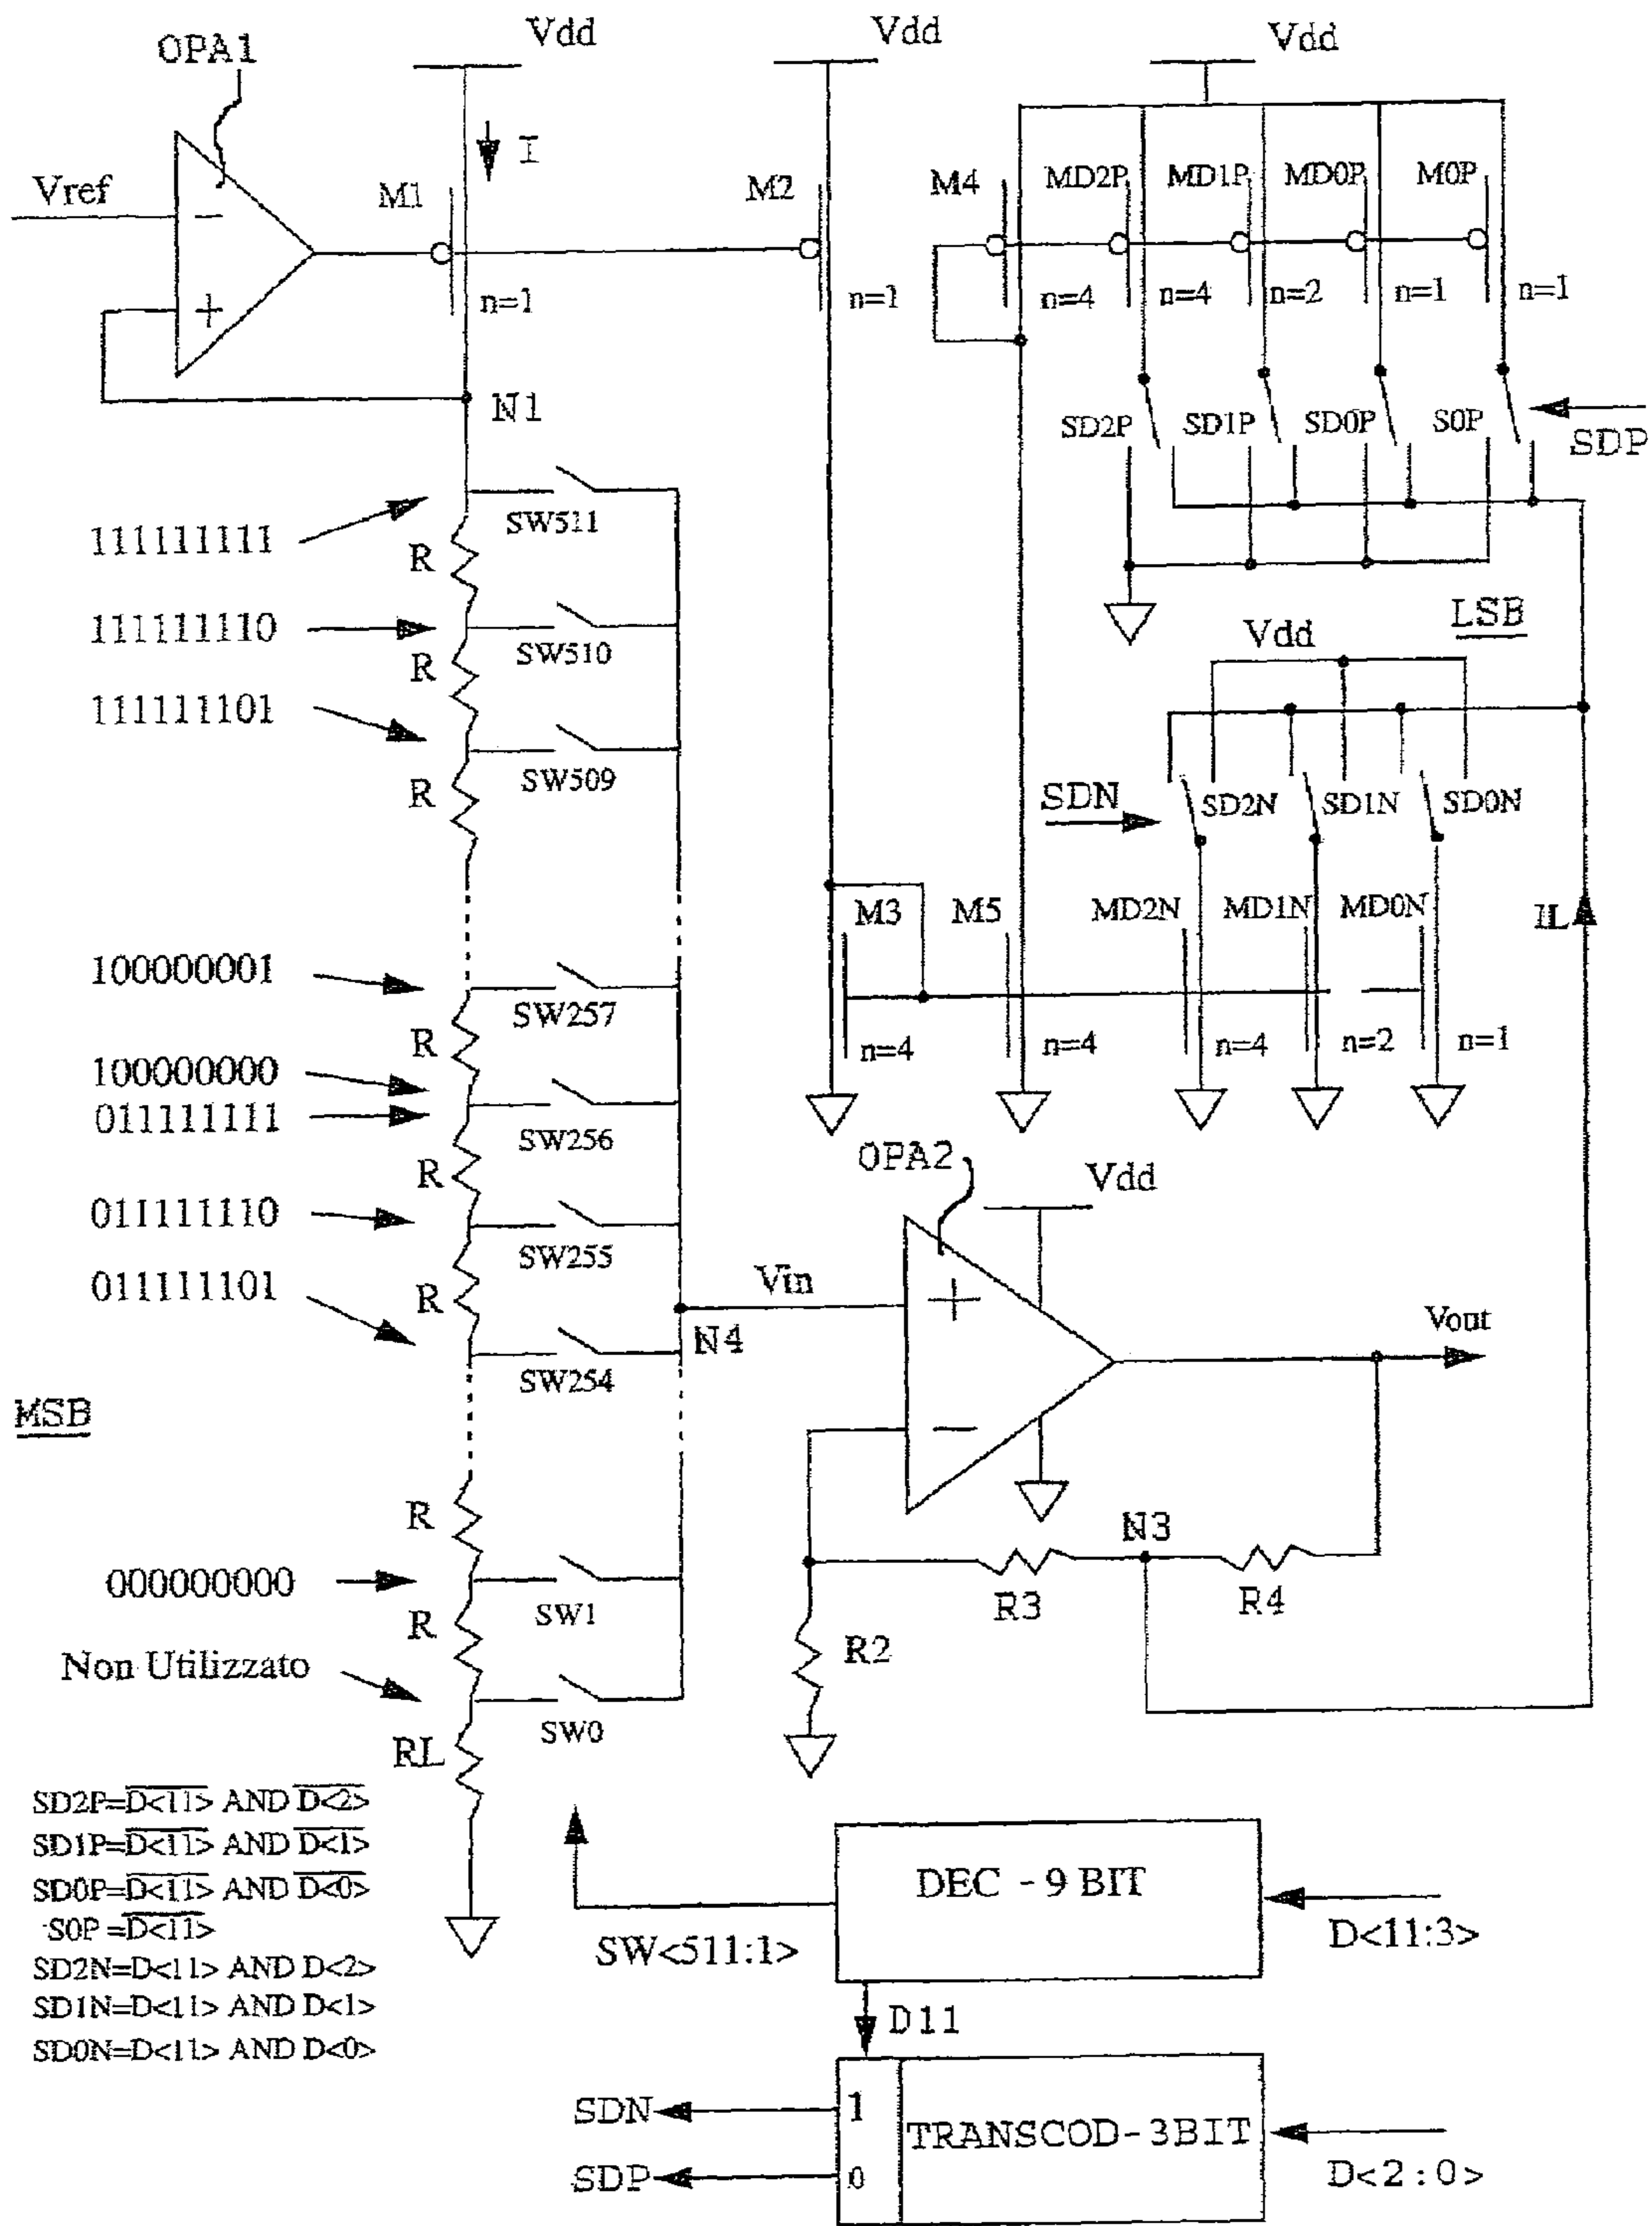 OPA1
Vdd
Vdd
Vdd
I
Vref
−
+
M1
n=1
M2
n=1
M4
n=4
MD2P
n=4
MD1P
n=2
MD0P
n=1
M0P
n=1
N1
SD2P
SD1P
SD0P
S0P
SDP
111111111
SW511
R
111111110
SW510
R
111111101
SW509
R
LSB
Vdd
SDN
SD2N
SD1N
SD0N
M3
n=4
M5
n=4
MD2N
n=4
MD1N
n=2
MD0N
n=1
IL
100000001
SW257
R
100000000
011111111
SW256
R
011111110
SW255
R
011111101
SW254
OPA2
Vdd
Vin
N4
+
−
Vout
MSB
R
000000000
SW1
R
Non Utilizzato
SW0
RL
N3
R3
R4
R2
SD2P=D<11> AND D<2>
SD1P=D<11> AND D<1>
SD0P=D<11> AND D<0>
S0P =D<11>
SD2N=D<11> AND D<2>
SD1N=D<11> AND D<1>
SD0N=D<11> AND D<0>
DEC - 9 BIT
SW<511:1>
D<11:3>
D11
SDN
1
TRANSCOD-3BIT
SDP
0
D<2:0>